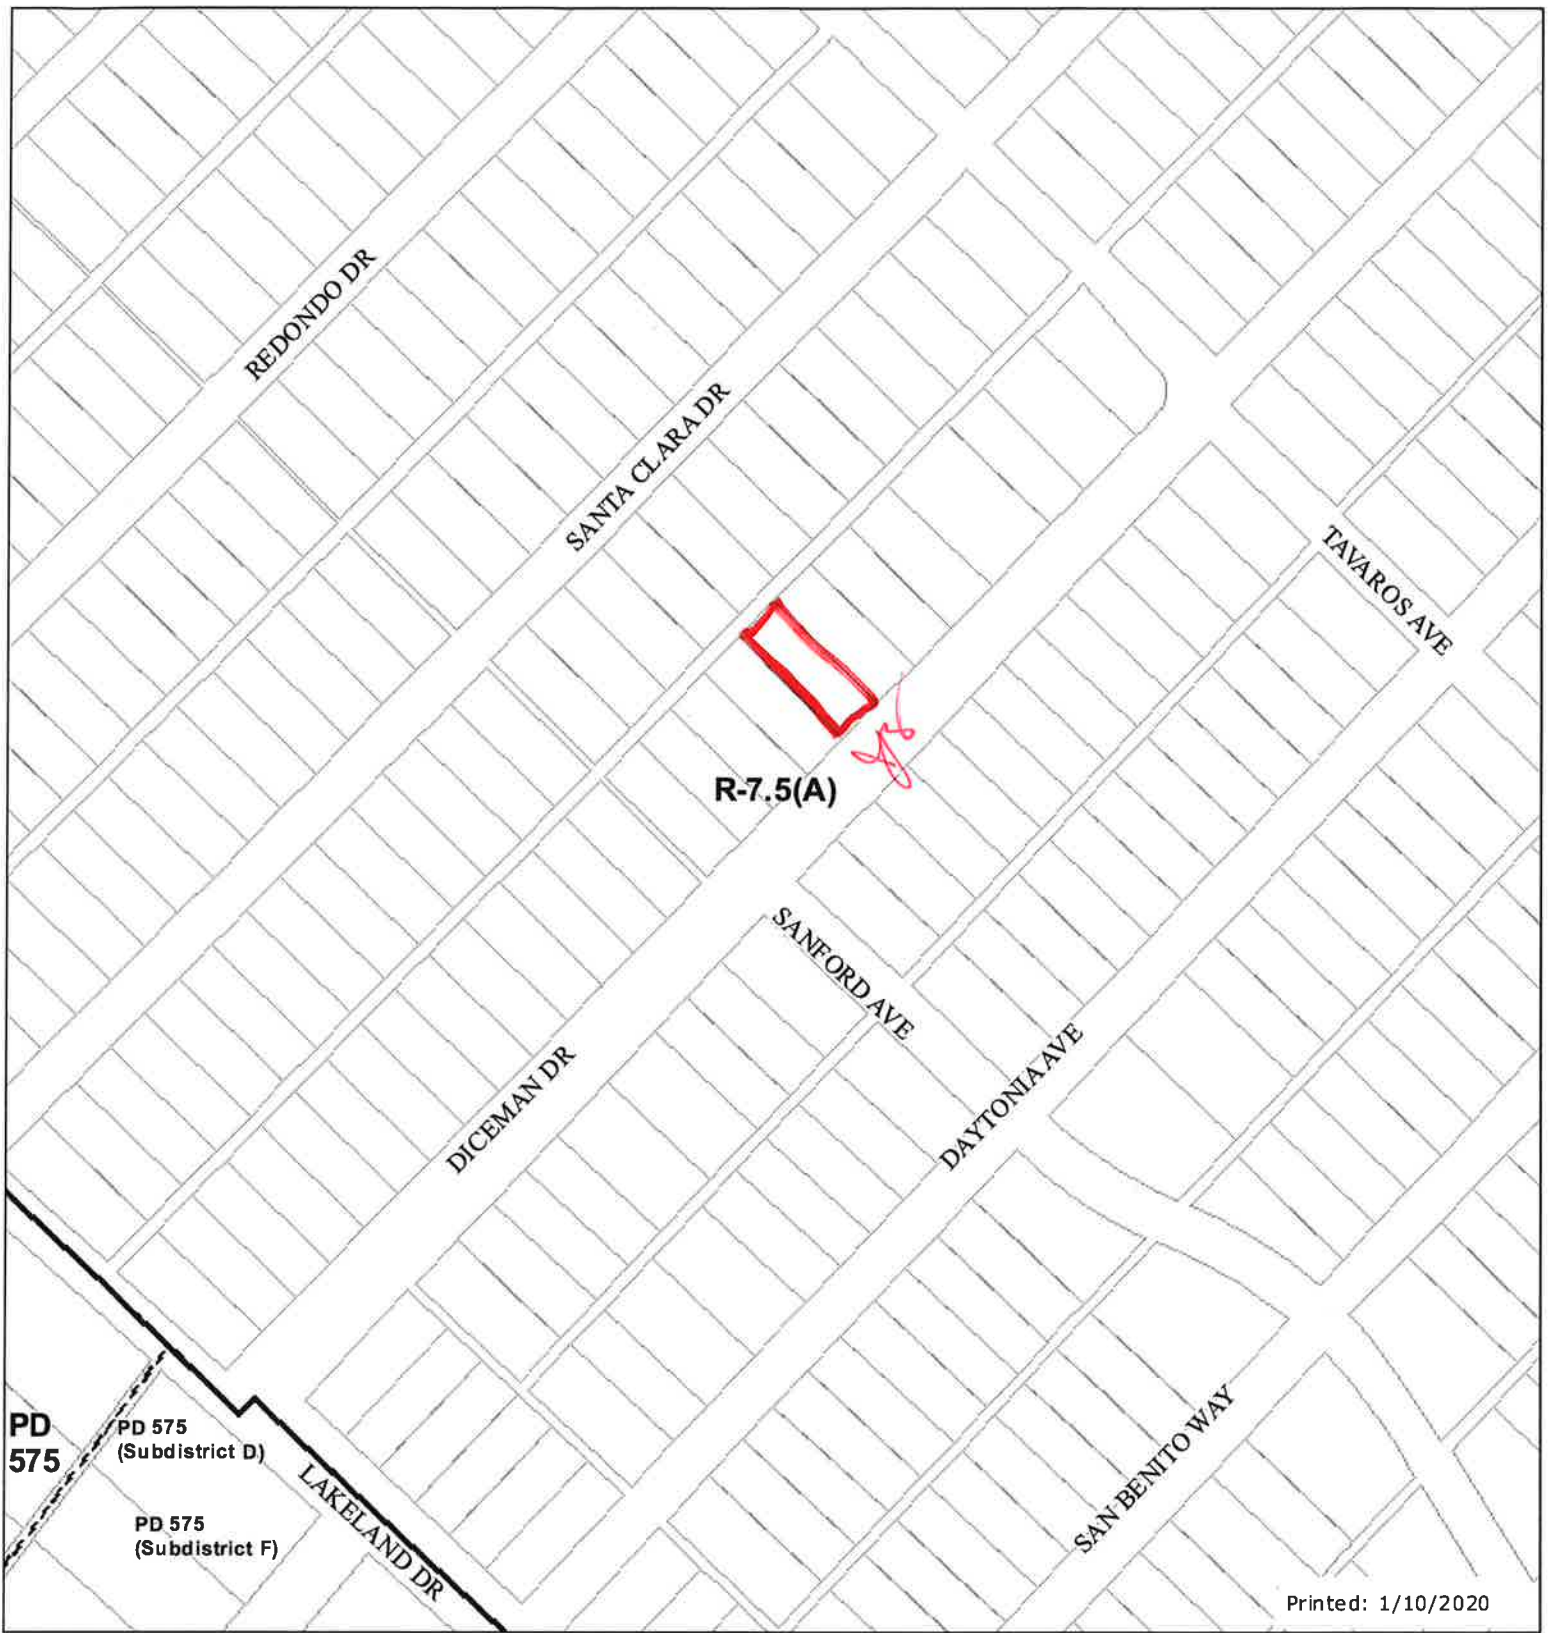 REDONDO DR
SANTA CLARA DR
TAVAROS AVE
R-7.5(A)
SANFORD AVE
DICEMAN DR
DAYTONIA AVE
PD
575
PD 575
(Subdistrict D)
SAN BENITO WAY
LAKELAND DR
PD 575
(Subdistrict F)
Printed: 1/10/2020